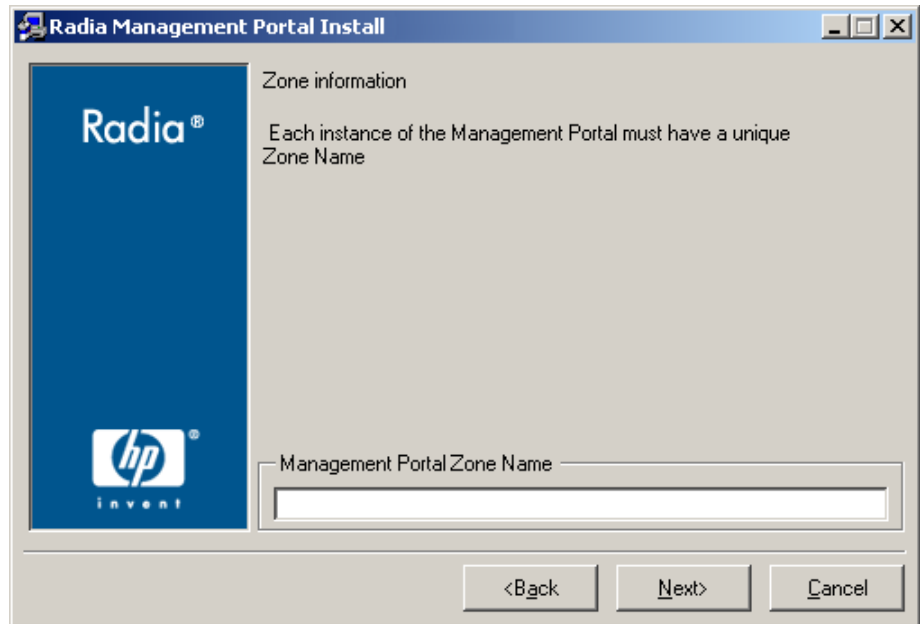 Radia Management Portal Install
Radia®
Zone information
Each instance of the Management Portal must have a unique
Zone Name
hp®
invent
Management Portal Zone Name
<Back
Next>
Cancel